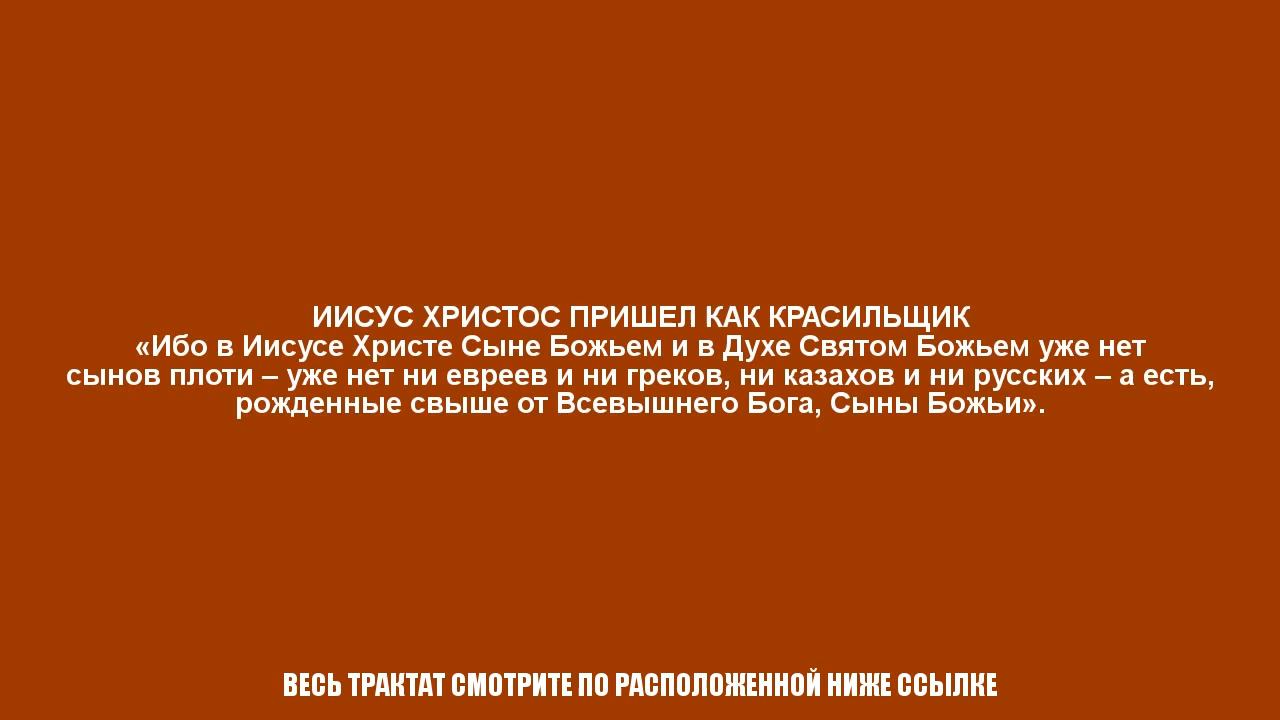 ИИСУС ХРИСТОС ПРИШЕЛ КАК КРАСИЛЬЩИК
«Ибо в Иисусе Христе Сыне Божьем и в Духе Святом Божьем уже нет
сынов плоти – уже нет ни евреев и ни греков, ни казахов и ни русских – а есть,
рожденные свыше от Всевышнего Бога, Сыны Божьи».
ВЕСЬ ТРАКТАТ СМОТРИТЕ ПО РАСПОЛОЖЕННОЙ НИЖЕ ССЫЛКЕ